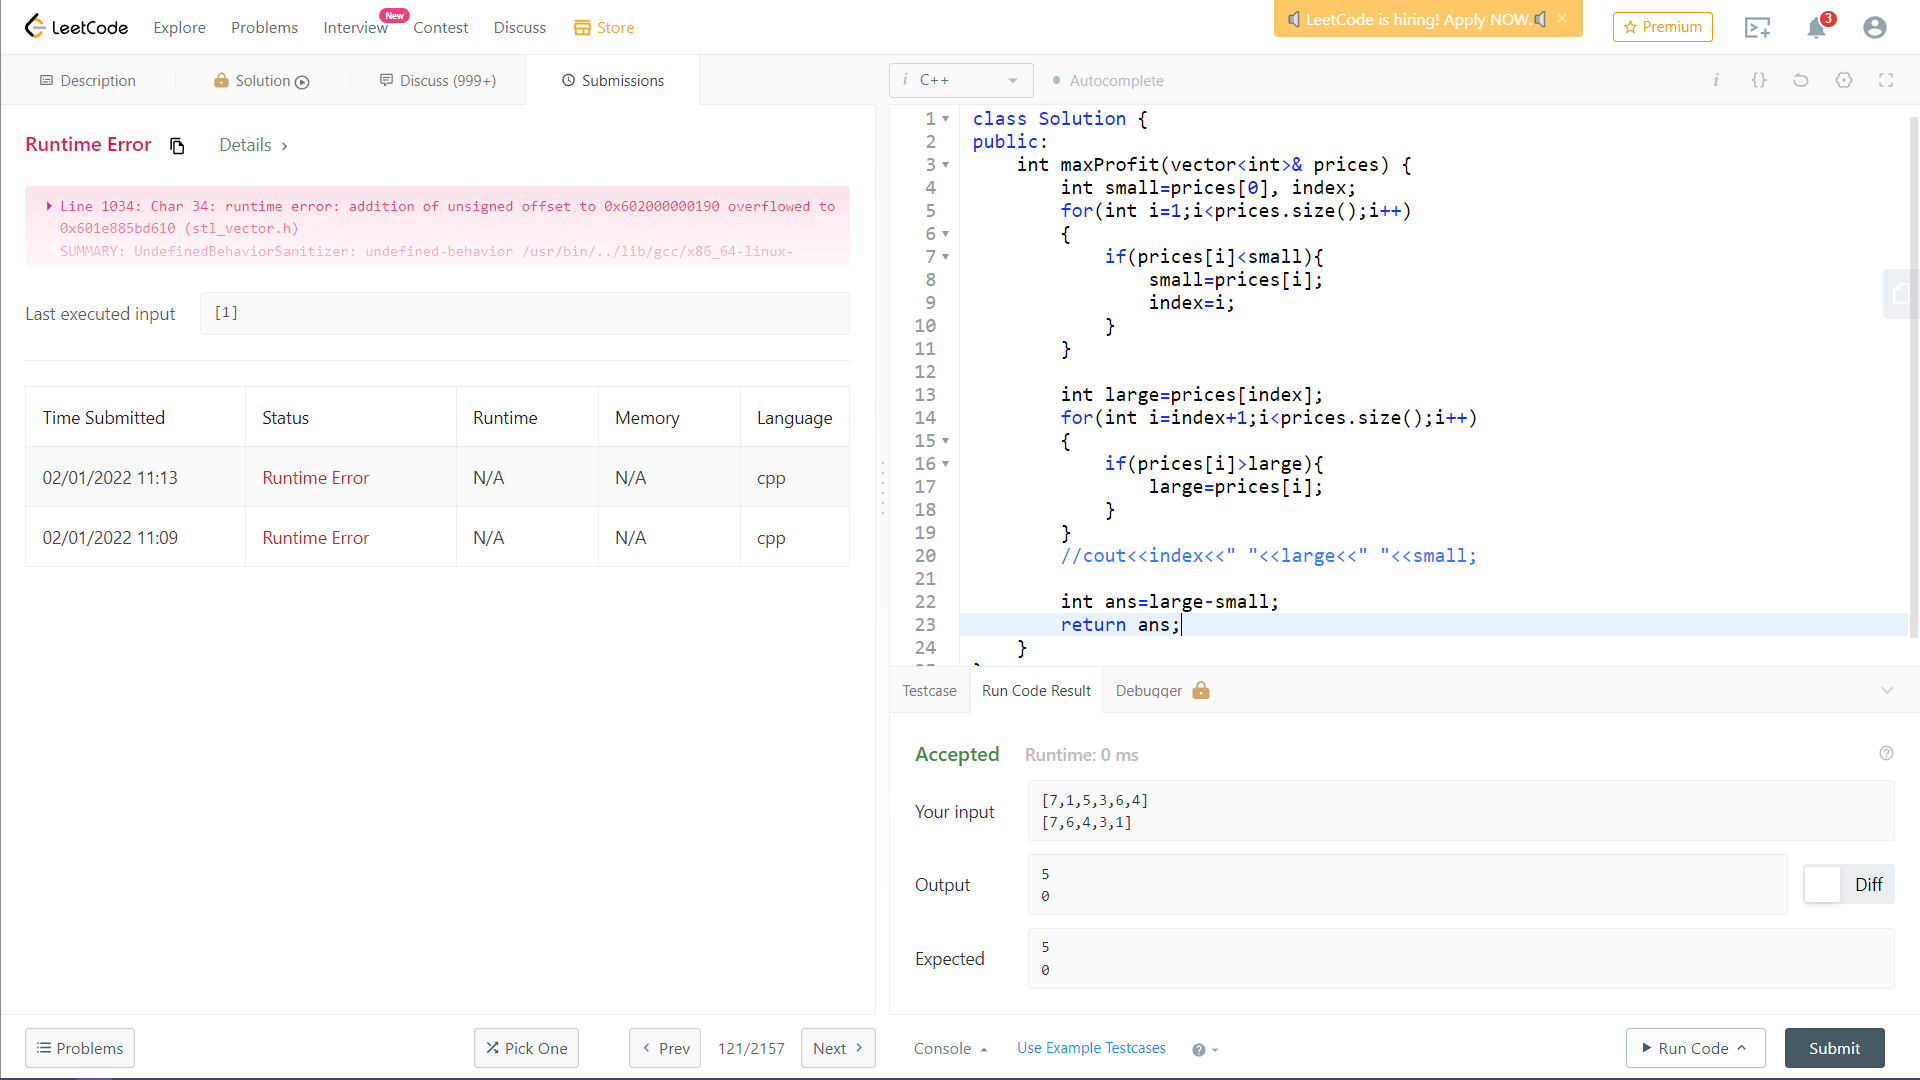 LeetCode Explore Problems Interview New Contest Discuss Store LeetCode is hiring! Apply NOW. Premium 3
Description Solution Discuss (999+) Submissions
C++ Autocomplete
Runtime Error Details
Line 1034: Char 34: runtime error: addition of unsigned offset to 0x602000000190 overflowed to
0x601e885bd610 (stl_vector.h)
SUMMARY: UndefinedBehaviorSanitizer: undefined-behavior /usr/bin/../lib/gcc/x86_64-linux-
Last executed input [1]
Time Submitted Status Runtime Memory Language
02/01/2022 11:13 Runtime Error N/A N/A cpp
02/01/2022 11:09 Runtime Error N/A N/A cpp
1 class Solution {
2 public:
3 int maxProfit(vector<int>& prices) {
4 int small=prices[0], index;
5 for(int i=1;i<prices.size();i++)
6 {
7 if(prices[i]<small){
8 small=prices[i];
9 index=i;
10 }
11 }
12
13 int large=prices[index];
14 for(int i=index+1;i<prices.size();i++)
15 {
16 if(prices[i]>large){
17 large=prices[i];
18 }
19 }
20 //cout<<index<<" "<<large<<" "<<small;
21
22 int ans=large-small;
23 return ans;
24 }
Testcase Run Code Result Debugger
Accepted Runtime: 0 ms
Your input
[7,1,5,3,6,4]
[7,6,4,3,1]
Output
5
0
Diff
Expected
5
0
Problems Pick One Prev 121/2157 Next Console Use Example Testcases Run Code Submit